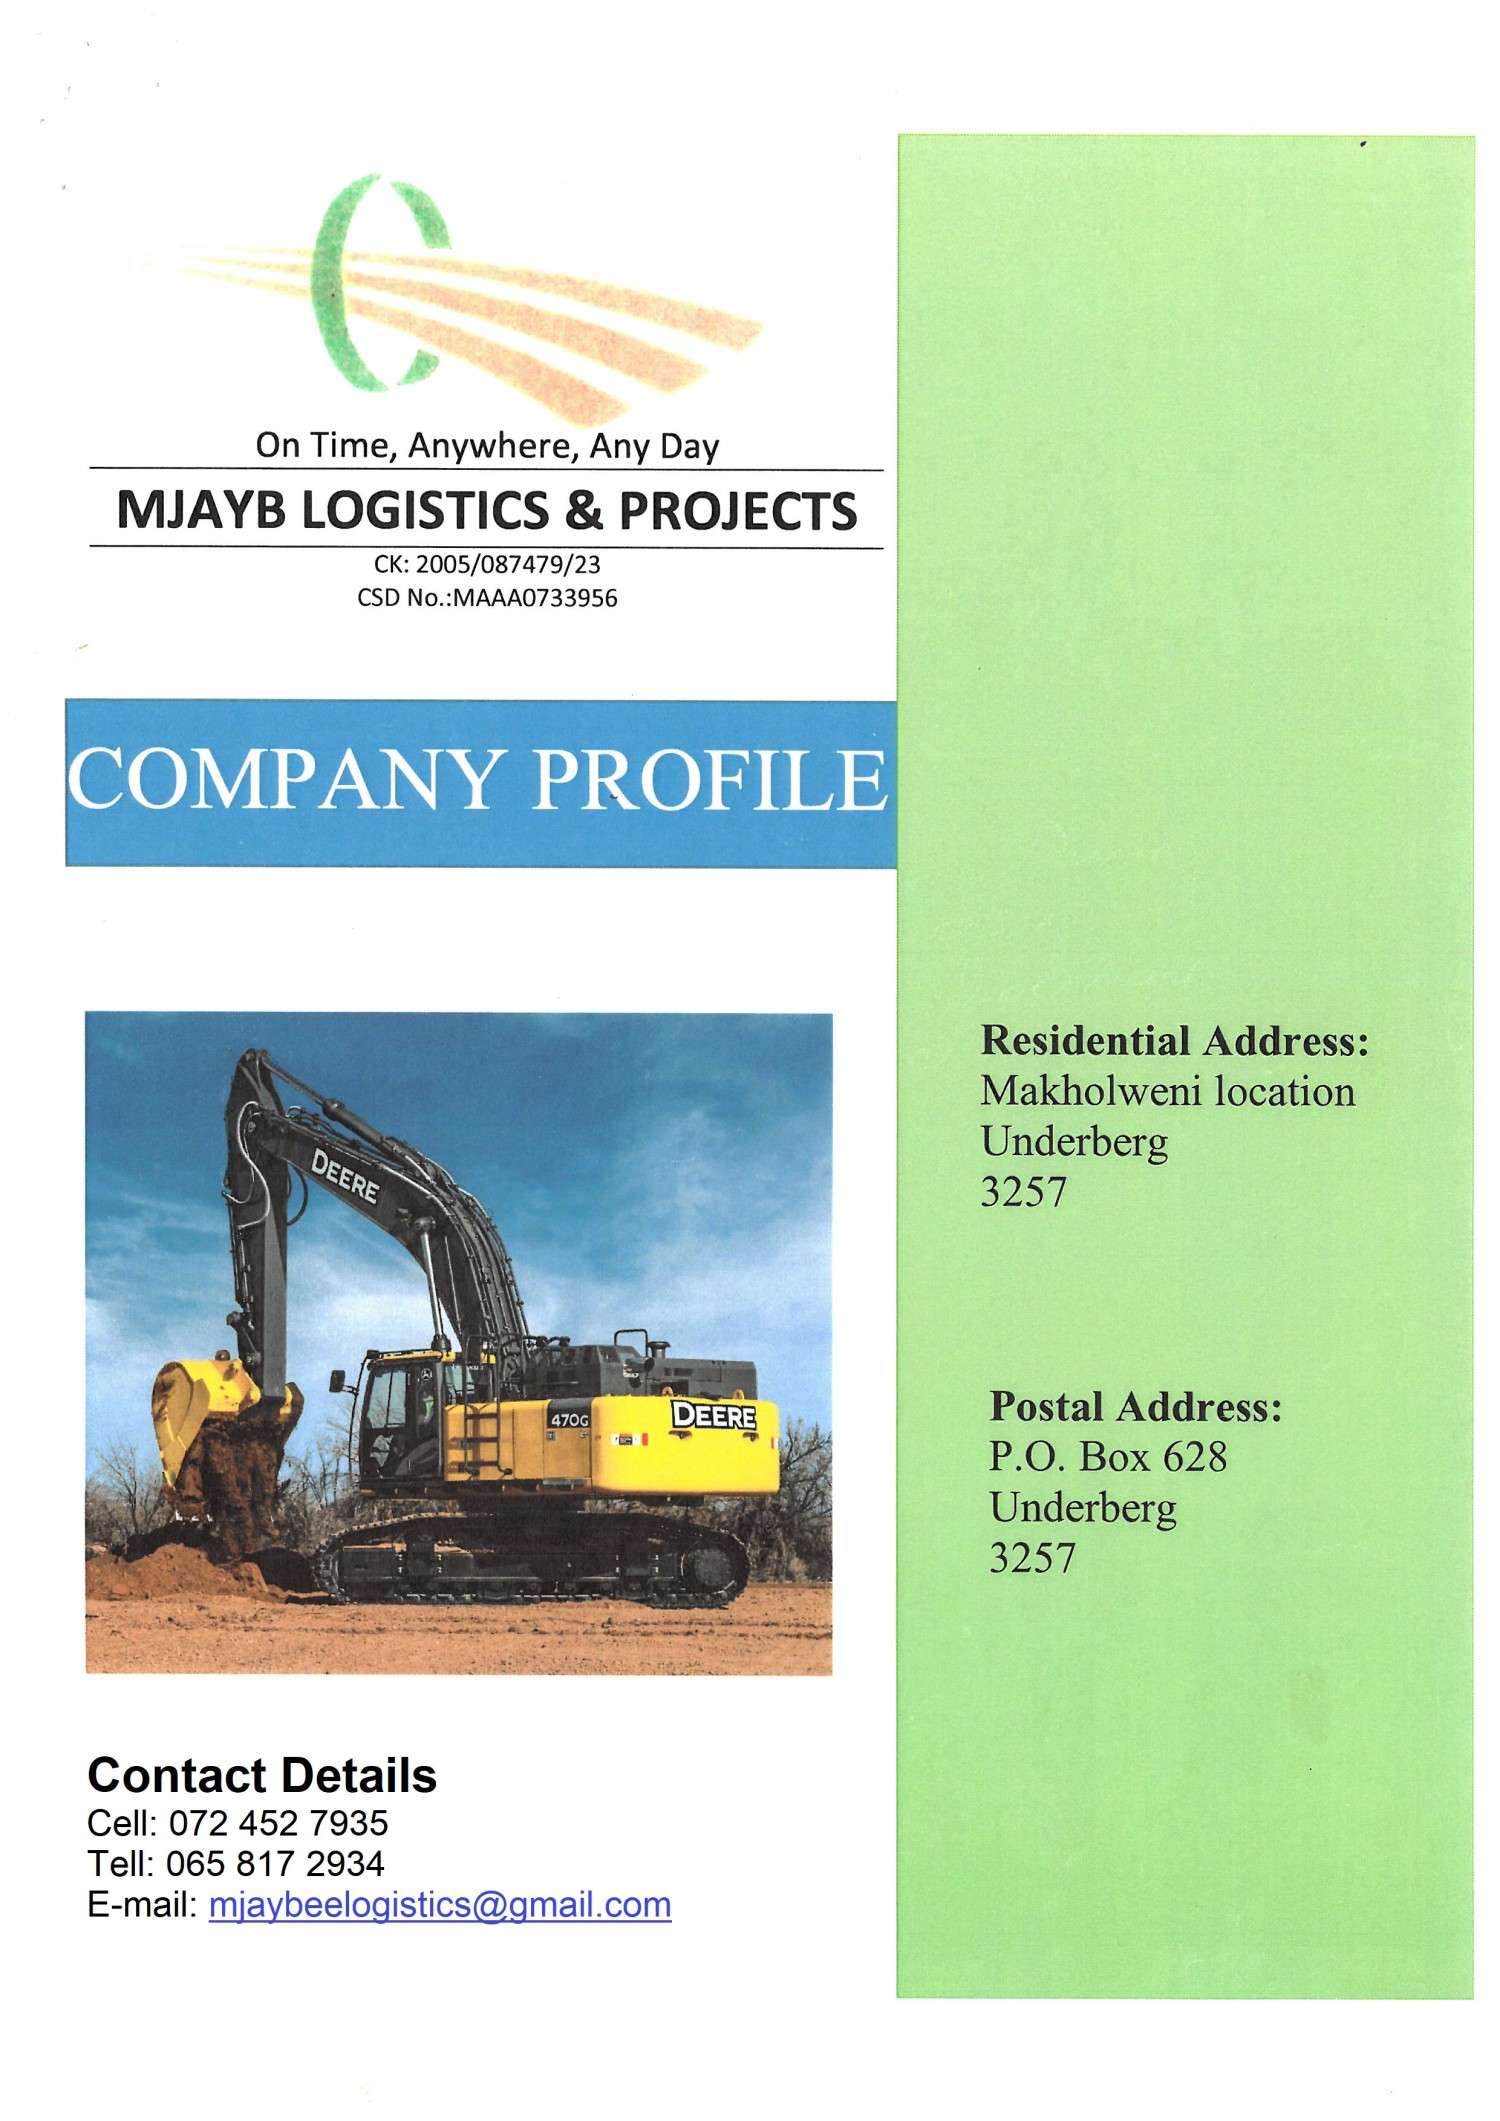 On Time, Anywhere, Any Day
MJAYB LOGISTICS & PROJECTS
CK: 2005/087479/23
CSD No.:MAAA0733956
COMPANY PROFILE
DEERE
470G
DEERE
Residential Address:
Makholweni location
Underberg
3257
Postal Address:
P.O. Box 628
Underberg
3257
Contact Details
Cell: 072 452 7935
Tell: 065 817 2934
E-mail: mjaybeelogistics@gmail.com